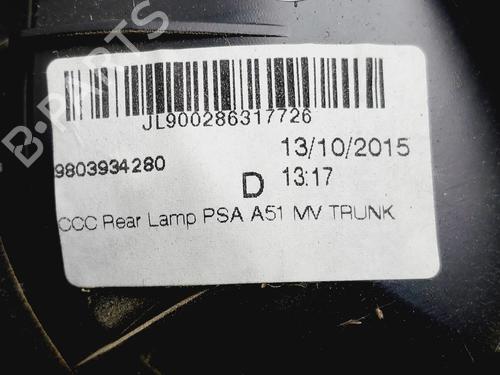 B-PARTS
JL900286317726
9803934280
13/10/2015
D
13:17
CCC Rear Lamp PSA A51 MV TRUNK